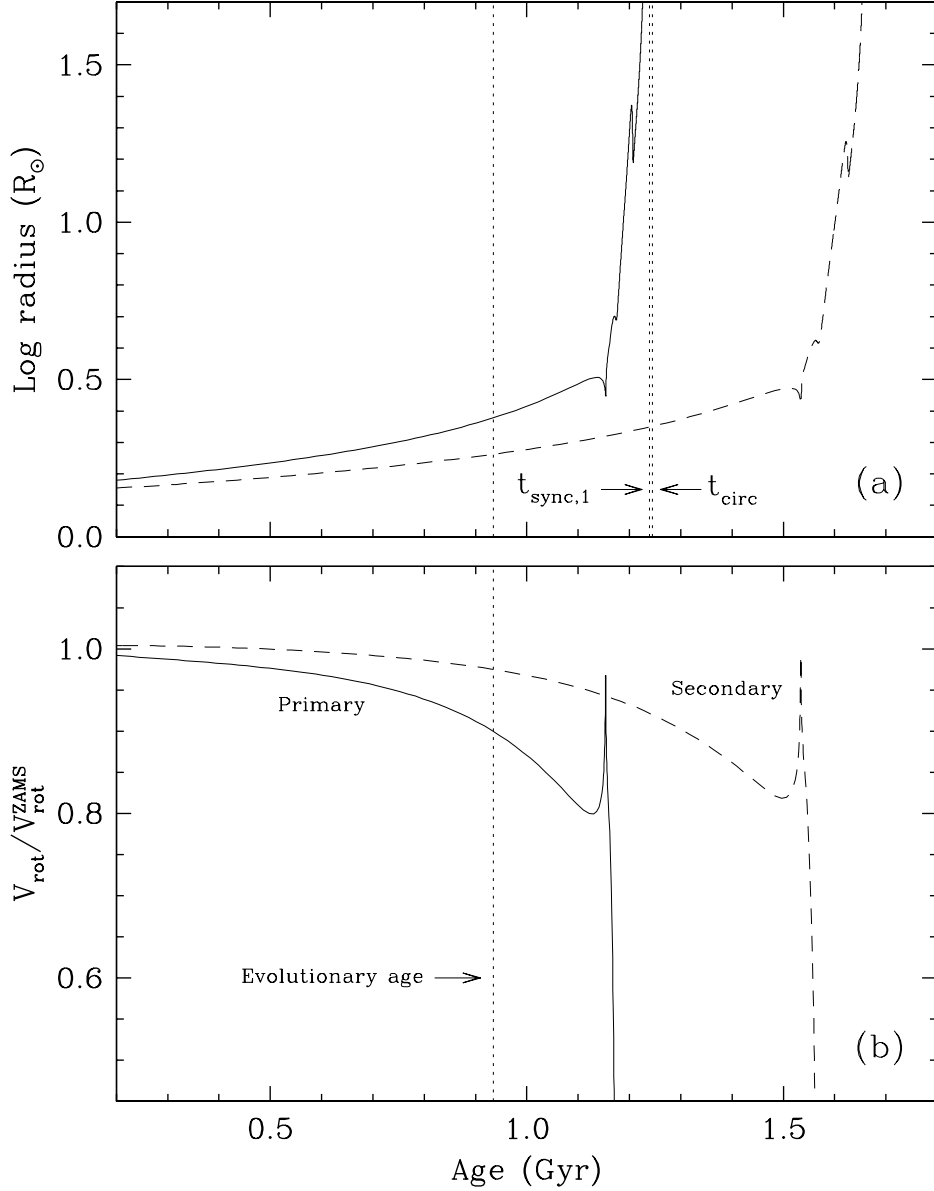 1.5
1.0
0.5
0.0
Log radius (R☉)
t_sync,1
t_circ
(a)
1.0
0.8
0.6
V_rot/V_rot^ZAMS
Primary
Secondary
Evolutionary age
(b)
0.5 1.0 1.5
Age (Gyr)